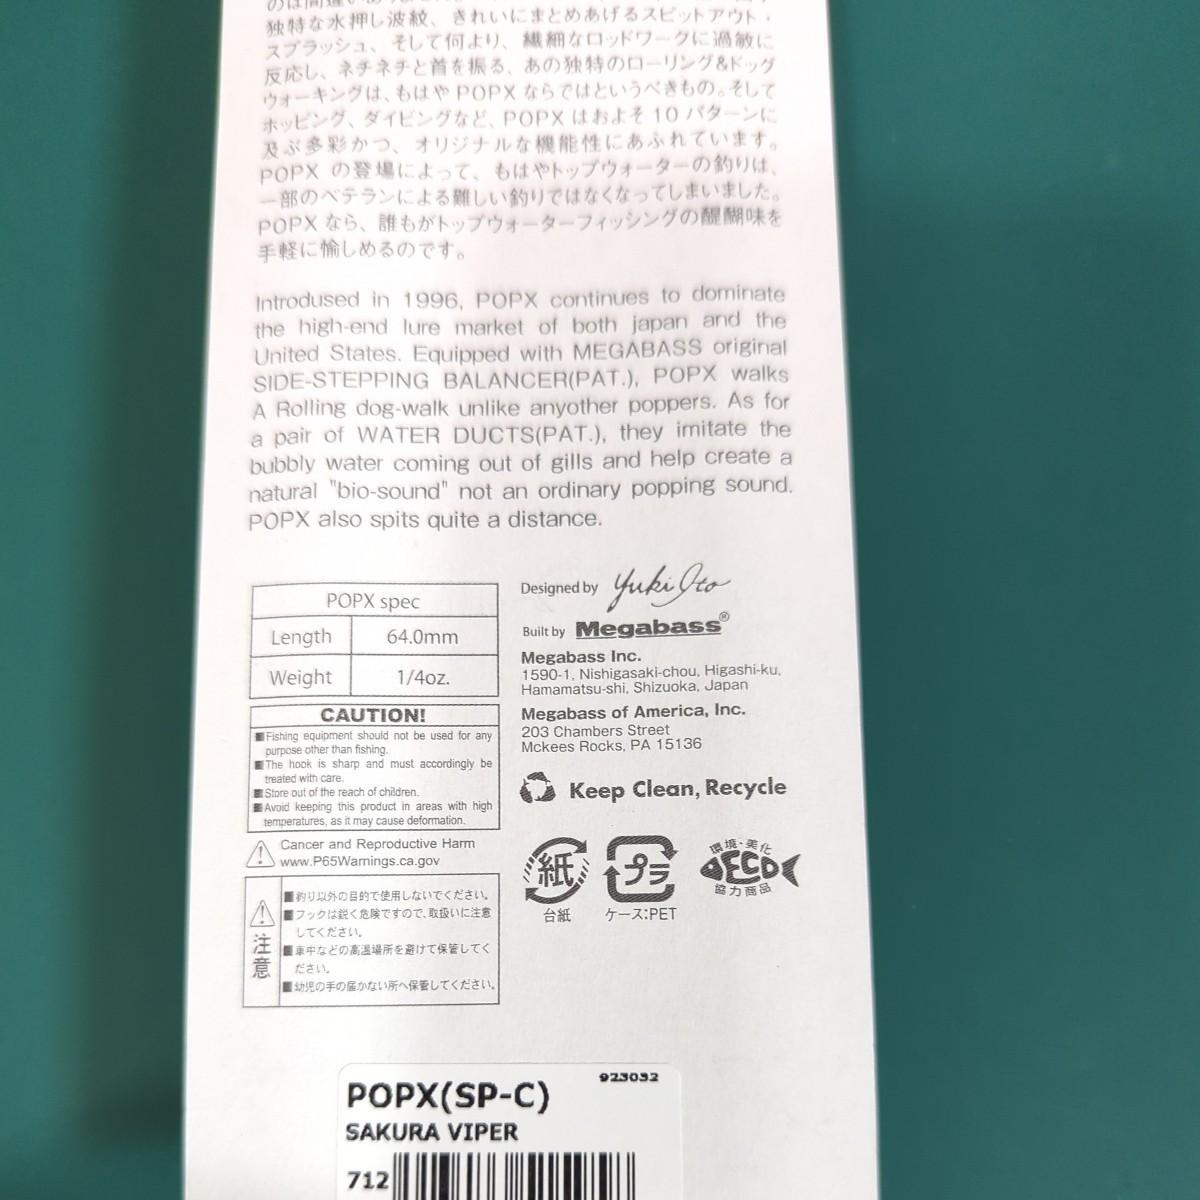 独特な水押し波紋、きれいにまとめあげるスピットアウト・
スプラッシュ、そして何より、繊細なロッドワークに過敏に
反応し、ネチネチと首を振る、あの独特のローリング&ドッグ
ウォーキングは、もはや POPX ならではというべきもの。そして
ホッピング、ダイビングなど、POPX はおよそ 10 パターンに
及ぶ多彩かつ、オリジナルな機能性にあふれています。
POPX の登場によって、もはやトップウォーターの釣りは、
一部のベテランによる難しい釣りではなくなってしまいました。
POPX なら、誰もがトップウォーターフィッシングの醍醐味を
手軽に愉しめるのです。
Introdused in 1996, POPX continues to dominate
the high-end lure market of both japan and the
United States. Equipped with MEGABASS original
SIDE-STEPPING BALANCER(PAT.), POPX walks
A Rolling dog-walk unlike anyother poppers. As for
a pair of WATER DUCTS(PAT.), they imitate the
bubbly water coming out of gills and help create a
natural "bio-sound" not an ordinary popping sound.
POPX also spits quite a distance.
POPX spec
Length 64.0mm
Weight 1/4oz.
CAUTION!
■Fishing equipment should not be used for any
purpose other than fishing.
■The hook is sharp and must accordingly be
treated with care.
■Store out of the reach of children.
■Avoid keeping this product in areas with high
temperatures, as it may cause deformation.
Cancer and Reproductive Harm
www.P65Warnings.ca.gov
注意
■釣り以外の目的で使用しないでください。
■フックは鋭く危険ですので、取扱いに注意
してください。
■車中などの高温場所を避けて保管してく
ださい。
■幼児の手の届かない所へ保管してください。
Designed by Yuki Ito
Built by Megabass®
Megabass Inc.
1590-1, Nishigasaki-chou, Higashi-ku,
Hamamatsu-shi, Shizuoka, Japan
Megabass of America, Inc.
203 Chambers Street
Mckees Rocks, PA 15136
Keep Clean, Recycle
紙
台紙
プラ
ケース:PET
環境・美化
ECO
協力商品
923032
POPX(SP-C)
SAKURA VIPER
712